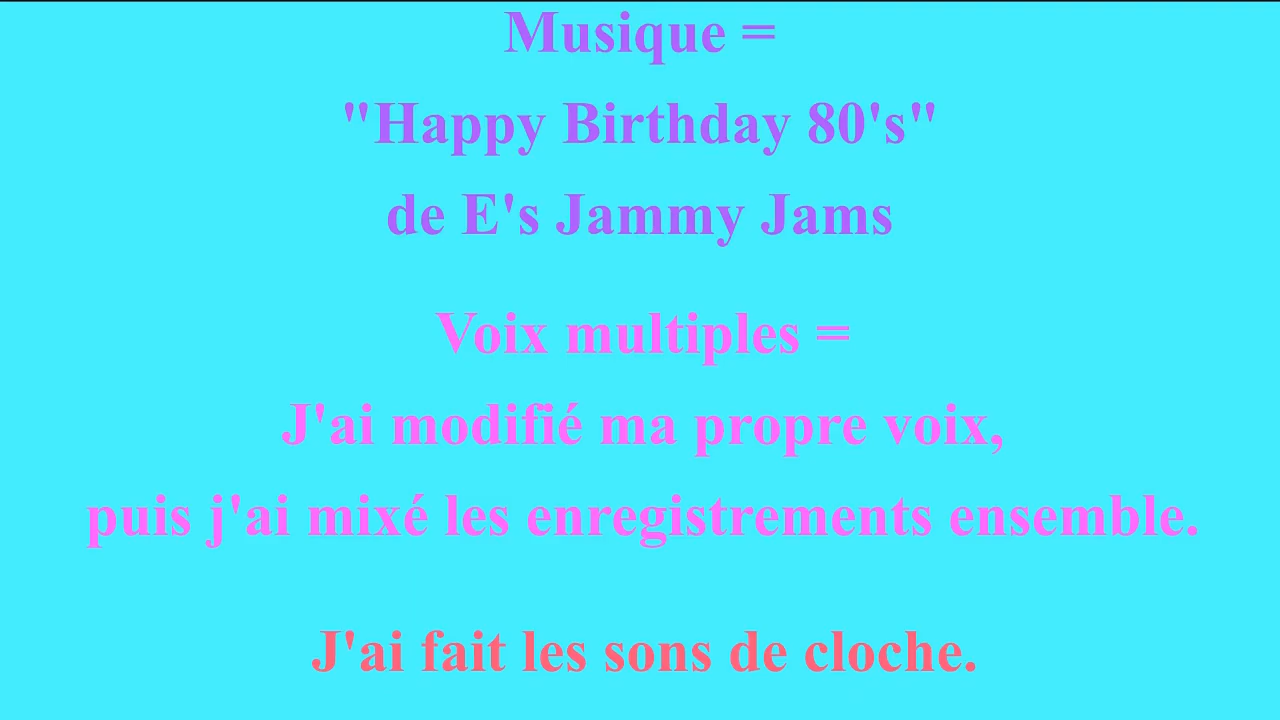 Musique =
"Happy Birthday 80's"
de E's Jammy Jams
Voix multiples =
J'ai modifié ma propre voix,
puis j'ai mixé les enregistrements ensemble.
J'ai fait les sons de cloche.